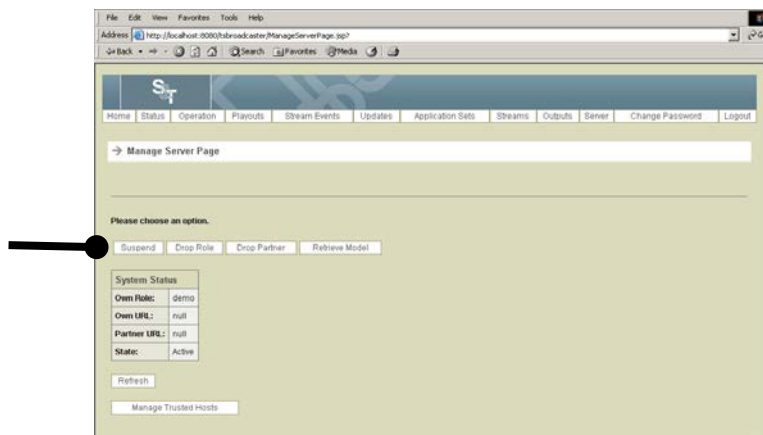 File Edit View Favorites Tools Help
Address http://localhost:8080/tsbroadcaster/ManageServerPage.jsp?
Back Search Favorites Media
S&T
Home Status Operation Playouts Stream Events Updates Application Sets Streams Outputs Server Change Password Logout
Manage Server Page
Please choose an option.
Suspend Drop Role Drop Partner Retrieve Model
System Status
Own Role: demo
Own URL: null
Partner URL: null
State: Active
Refresh
Manage Trusted Hosts